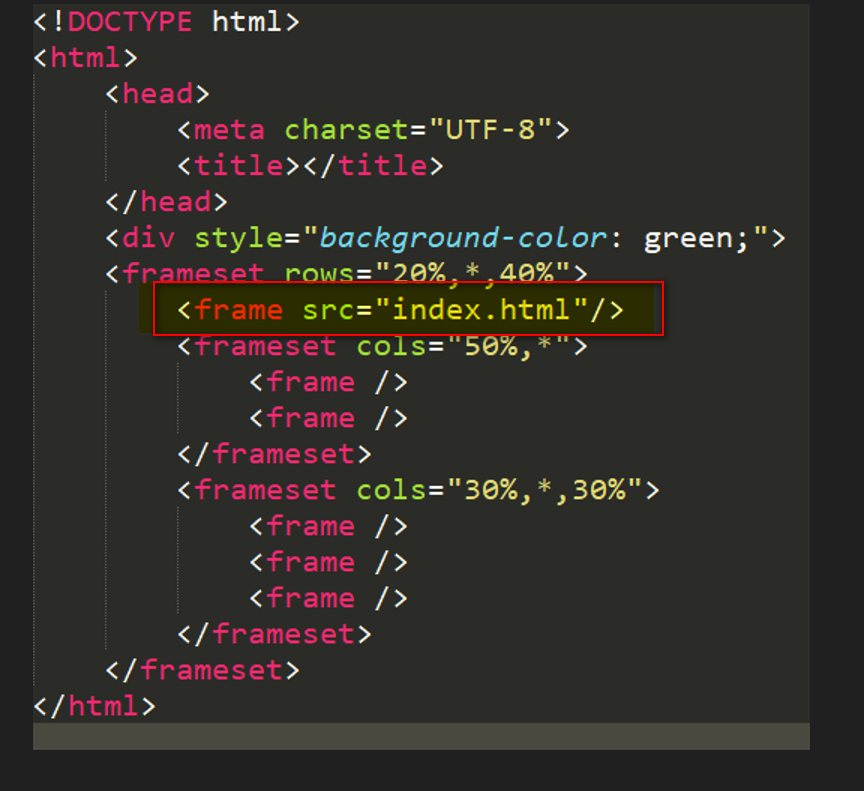 <!DOCTYPE html>
<html>
<head>
<meta charset="UTF-8">
<title></title>
</head>
<div style="background-color: green;">
<frameset rows="20%,*,40%">
<frame src="index.html"/>
<frameset cols="50%,*">
<frame />
<frame />
</frameset>
<frameset cols="30%,*,30%">
<frame />
<frame />
<frame />
</frameset>
</frameset>
</html>